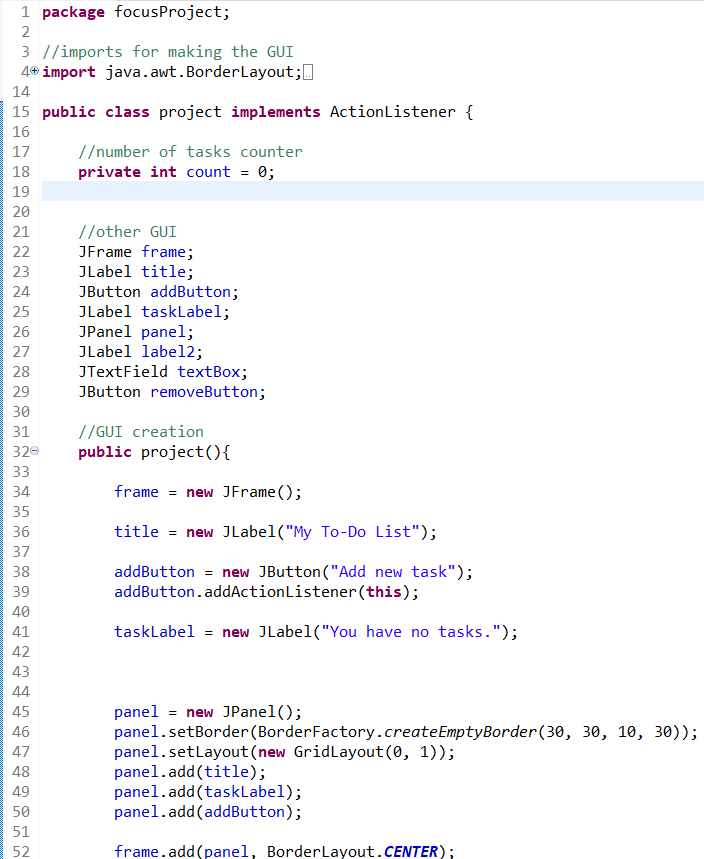 1 package focusProject;
2
3 //imports for making the GUI
4 import java.awt.BorderLayout;
14
15 public class project implements ActionListener {
16
17 //number of tasks counter
18 private int count = 0;
19
20
21 //other GUI
22 JFrame frame;
23 JLabel title;
24 JButton addButton;
25 JLabel taskLabel;
26 JPanel panel;
27 JLabel label2;
28 JTextField textBox;
29 JButton removeButton;
30
31 //GUI creation
32 public project(){
33
34 frame = new JFrame();
35
36 title = new JLabel("My To-Do List");
37
38 addButton = new JButton("Add new task");
39 addButton.addActionListener(this);
40
41 taskLabel = new JLabel("You have no tasks.");
42
43
44
45 panel = new JPanel();
46 panel.setBorder(BorderFactory.createEmptyBorder(30, 30, 10, 30));
47 panel.setLayout(new GridLayout(0, 1));
48 panel.add(title);
49 panel.add(taskLabel);
50 panel.add(addButton);
51
52 frame.add(panel, BorderLayout.CENTER);